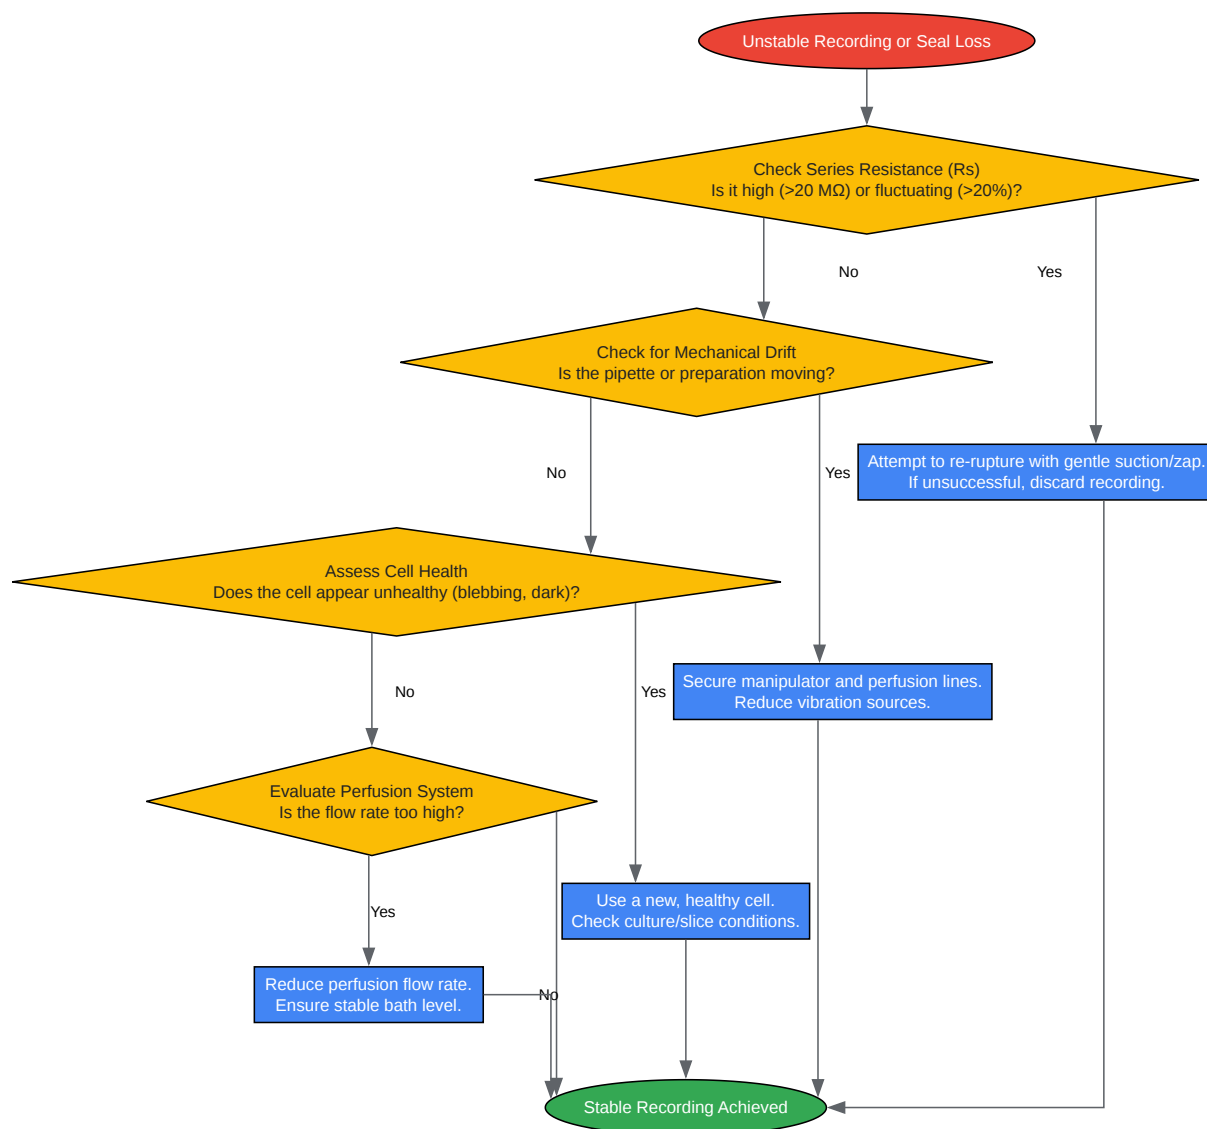 Unstable Recording or Seal Loss
Check Series Resistance (Rs)
Is it high (>20 MΩ) or fluctuating (>20%)?
No
Yes
Check for Mechanical Drift
Is the pipette or preparation moving?
No
Yes
Attempt to re-rupture with gentle suction/zap.
If unsuccessful, discard recording.
Assess Cell Health
Does the cell appear unhealthy (blebbing, dark)?
No
Yes
Secure manipulator and perfusion lines.
Reduce vibration sources.
Evaluate Perfusion System
Is the flow rate too high?
Yes
Use a new, healthy cell.
Check culture/slice conditions.
Reduce perfusion flow rate.
Ensure stable bath level.
No
Stable Recording Achieved